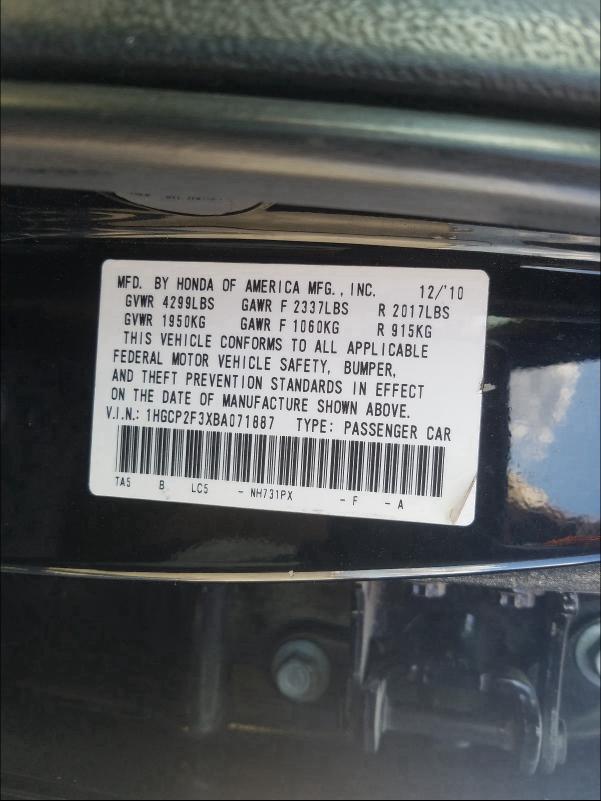 MFD. BY HONDA OF AMERICA MFG., INC. 12/'10
GVWR 4299LBS GAWR F 2337LBS R 2017LBS
GVWR 1950KG GAWR F 1060KG R 915KG
THIS VEHICLE CONFORMS TO ALL APPLICABLE
FEDERAL MOTOR VEHICLE SAFETY, BUMPER,
AND THEFT PREVENTION STANDARDS IN EFFECT
ON THE DATE OF MANUFACTURE SHOWN ABOVE.
V.I.N.: 1HGCP2F3XBA071887 TYPE: PASSENGER CAR
TA5 B LC5 - NH731PX - F - A